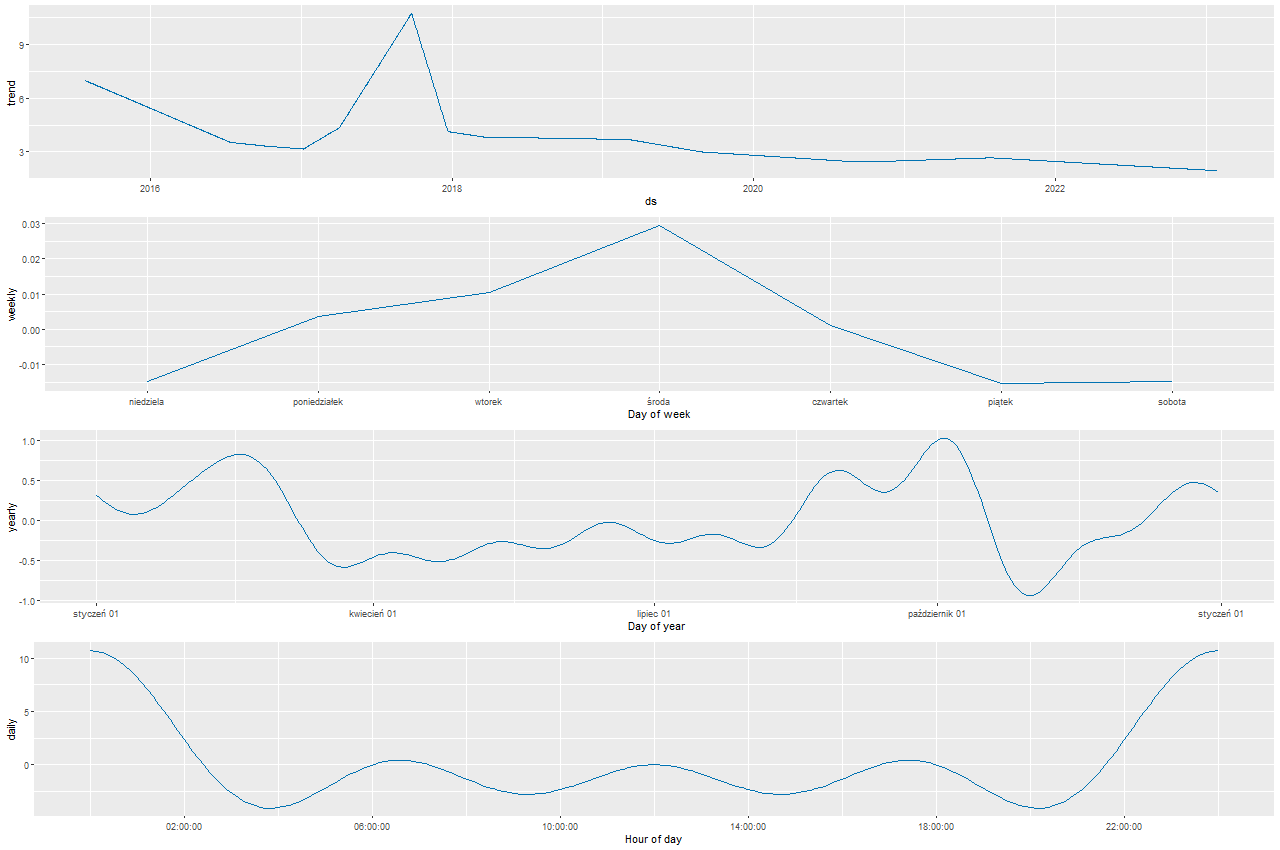 trend
9
6
3
2016 2018 2020 2022
ds
weekly
0.03
0.02
0.01
0.00
-0.01
niedziela poniedziałek wtorek środa czwartek piątek sobota
Day of week
yearly
1.0
0.5
0.0
-0.5
-1.0
styczeń 01 kwiecień 01 lipiec 01 październik 01 styczeń 01
Day of year
daily
10
5
0
02:00:00 06:00:00 10:00:00 14:00:00 18:00:00 22:00:00
Hour of day